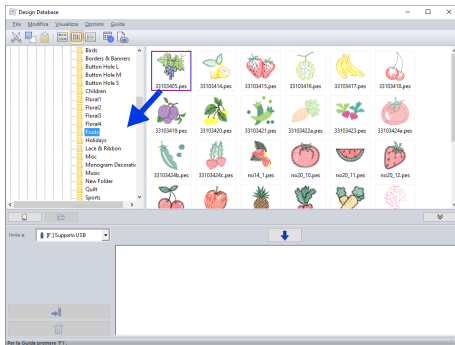 Design Database
File Modifica Visualizza Opzioni Guida
Birds
Borders & Banners
Button Hole L
Button Hole M
Button Hole S
Children
Floral1
Floral2
Floral3
Floral4
Fruits
Holidays
Lace & Ribbon
Misc
Monogram Decoratic
Music
New Folder
Quilt
Sports
33103405.pes 33103414.pes 33103415.pes 33103416.pes 33103417.pes 33103418.pes
33103419.pes 33103420.pes 33103421.pes 33103422a.pes 33103423.pes 33103424a.pes
33103424b.pes 33103424c.pes no14_1.pes no20_10.pes no20_11.pes no20_12.pes
Invia a: [F:] Supporto USB
Per la Guida premere 'F1'.